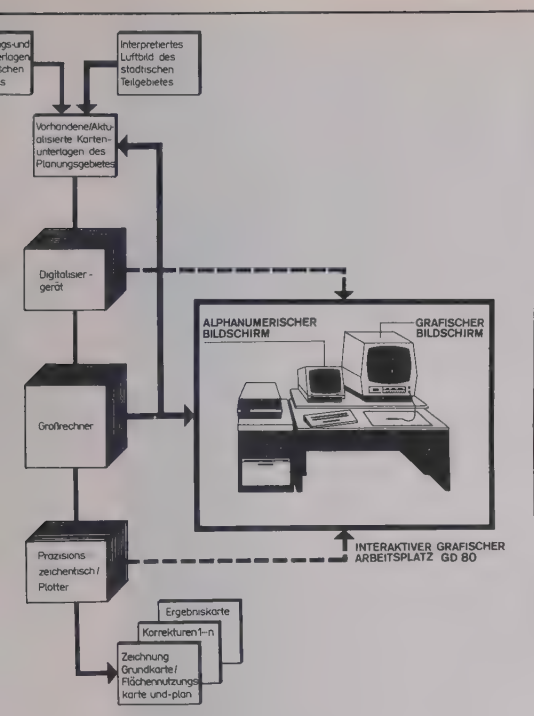 ngs-und
erlagen
schen
s
Interpretiertes
Luftbild des
städtischen
Teilgebietes
Vorhandene/Aktu-
alisierte Karten-
unterlagen des
Planungsgebietes
Digitalisier-
gerät
ALPHANUMERISCHER
BILDSCHIRM
GRAFISCHER
BILDSCHIRM
Großrechner
INTERAKTIVER GRAFISCHER
ARBEITSPLATZ GD 80
Präzisions
zeichentisch/
Plotter
Ergebniskarte
Korrekturen 1-n
Zeichnung
Grundkarte/
Flächennutzungs
karte und-plan